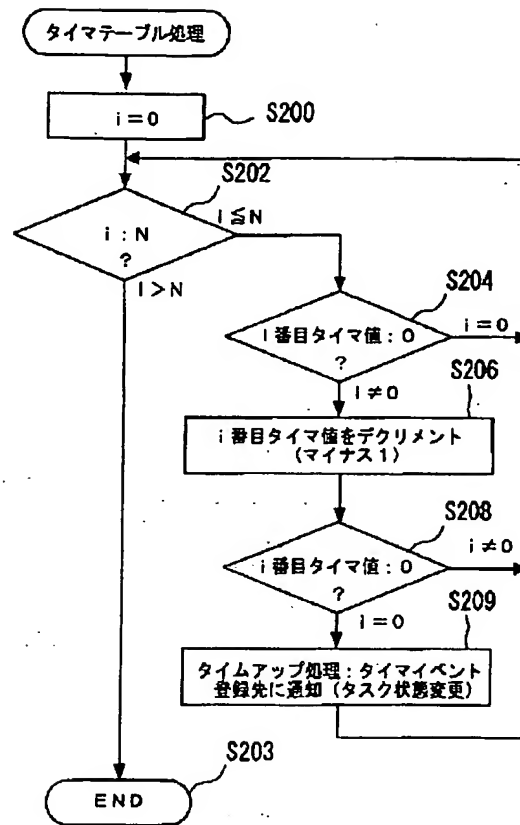 タイマテーブル処理
i=0
S200
S202
i:N
?
I≦N
I>N
S204
I番目タイマ値:0
?
i=0
I≠0
S206
i番目タイマ値をデクリメント
(マイナス1)
S208
i番目タイマ値:0
?
i≠0
i=0
S209
タイムアップ処理:タイマイベント
登録先に通知(タスク状態変更)
S203
END